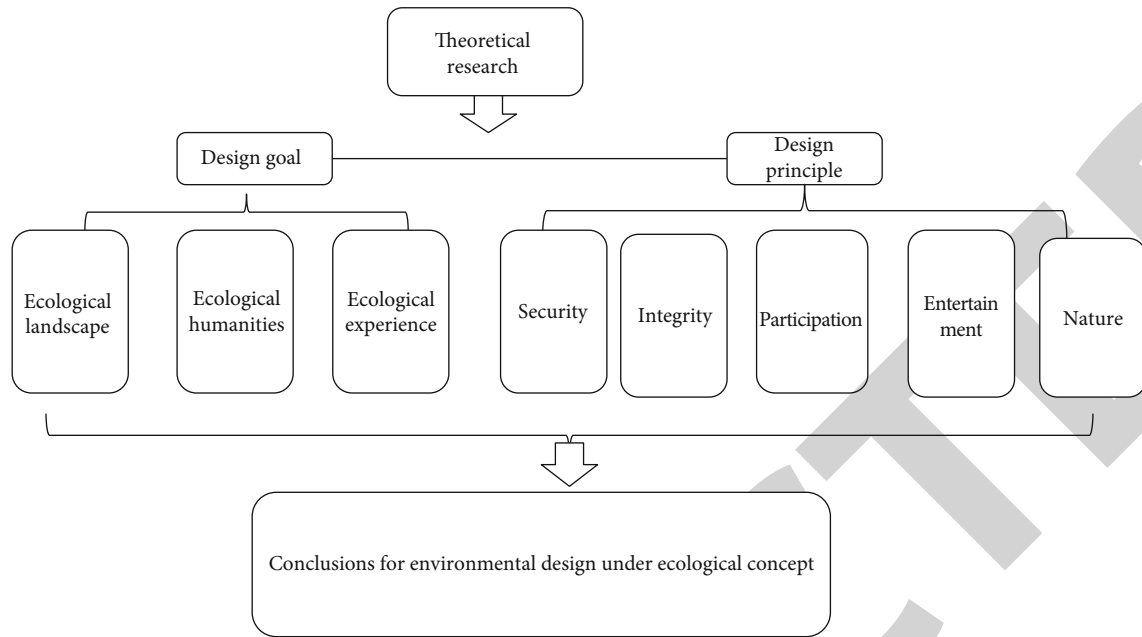 Theoretical
research
Design goal
Design
principle
Ecological
landscape
Ecological
humanities
Ecological
experience
Security
Integrity
Participation
Entertain
ment
Nature
Conclusions for environmental design under ecological concept